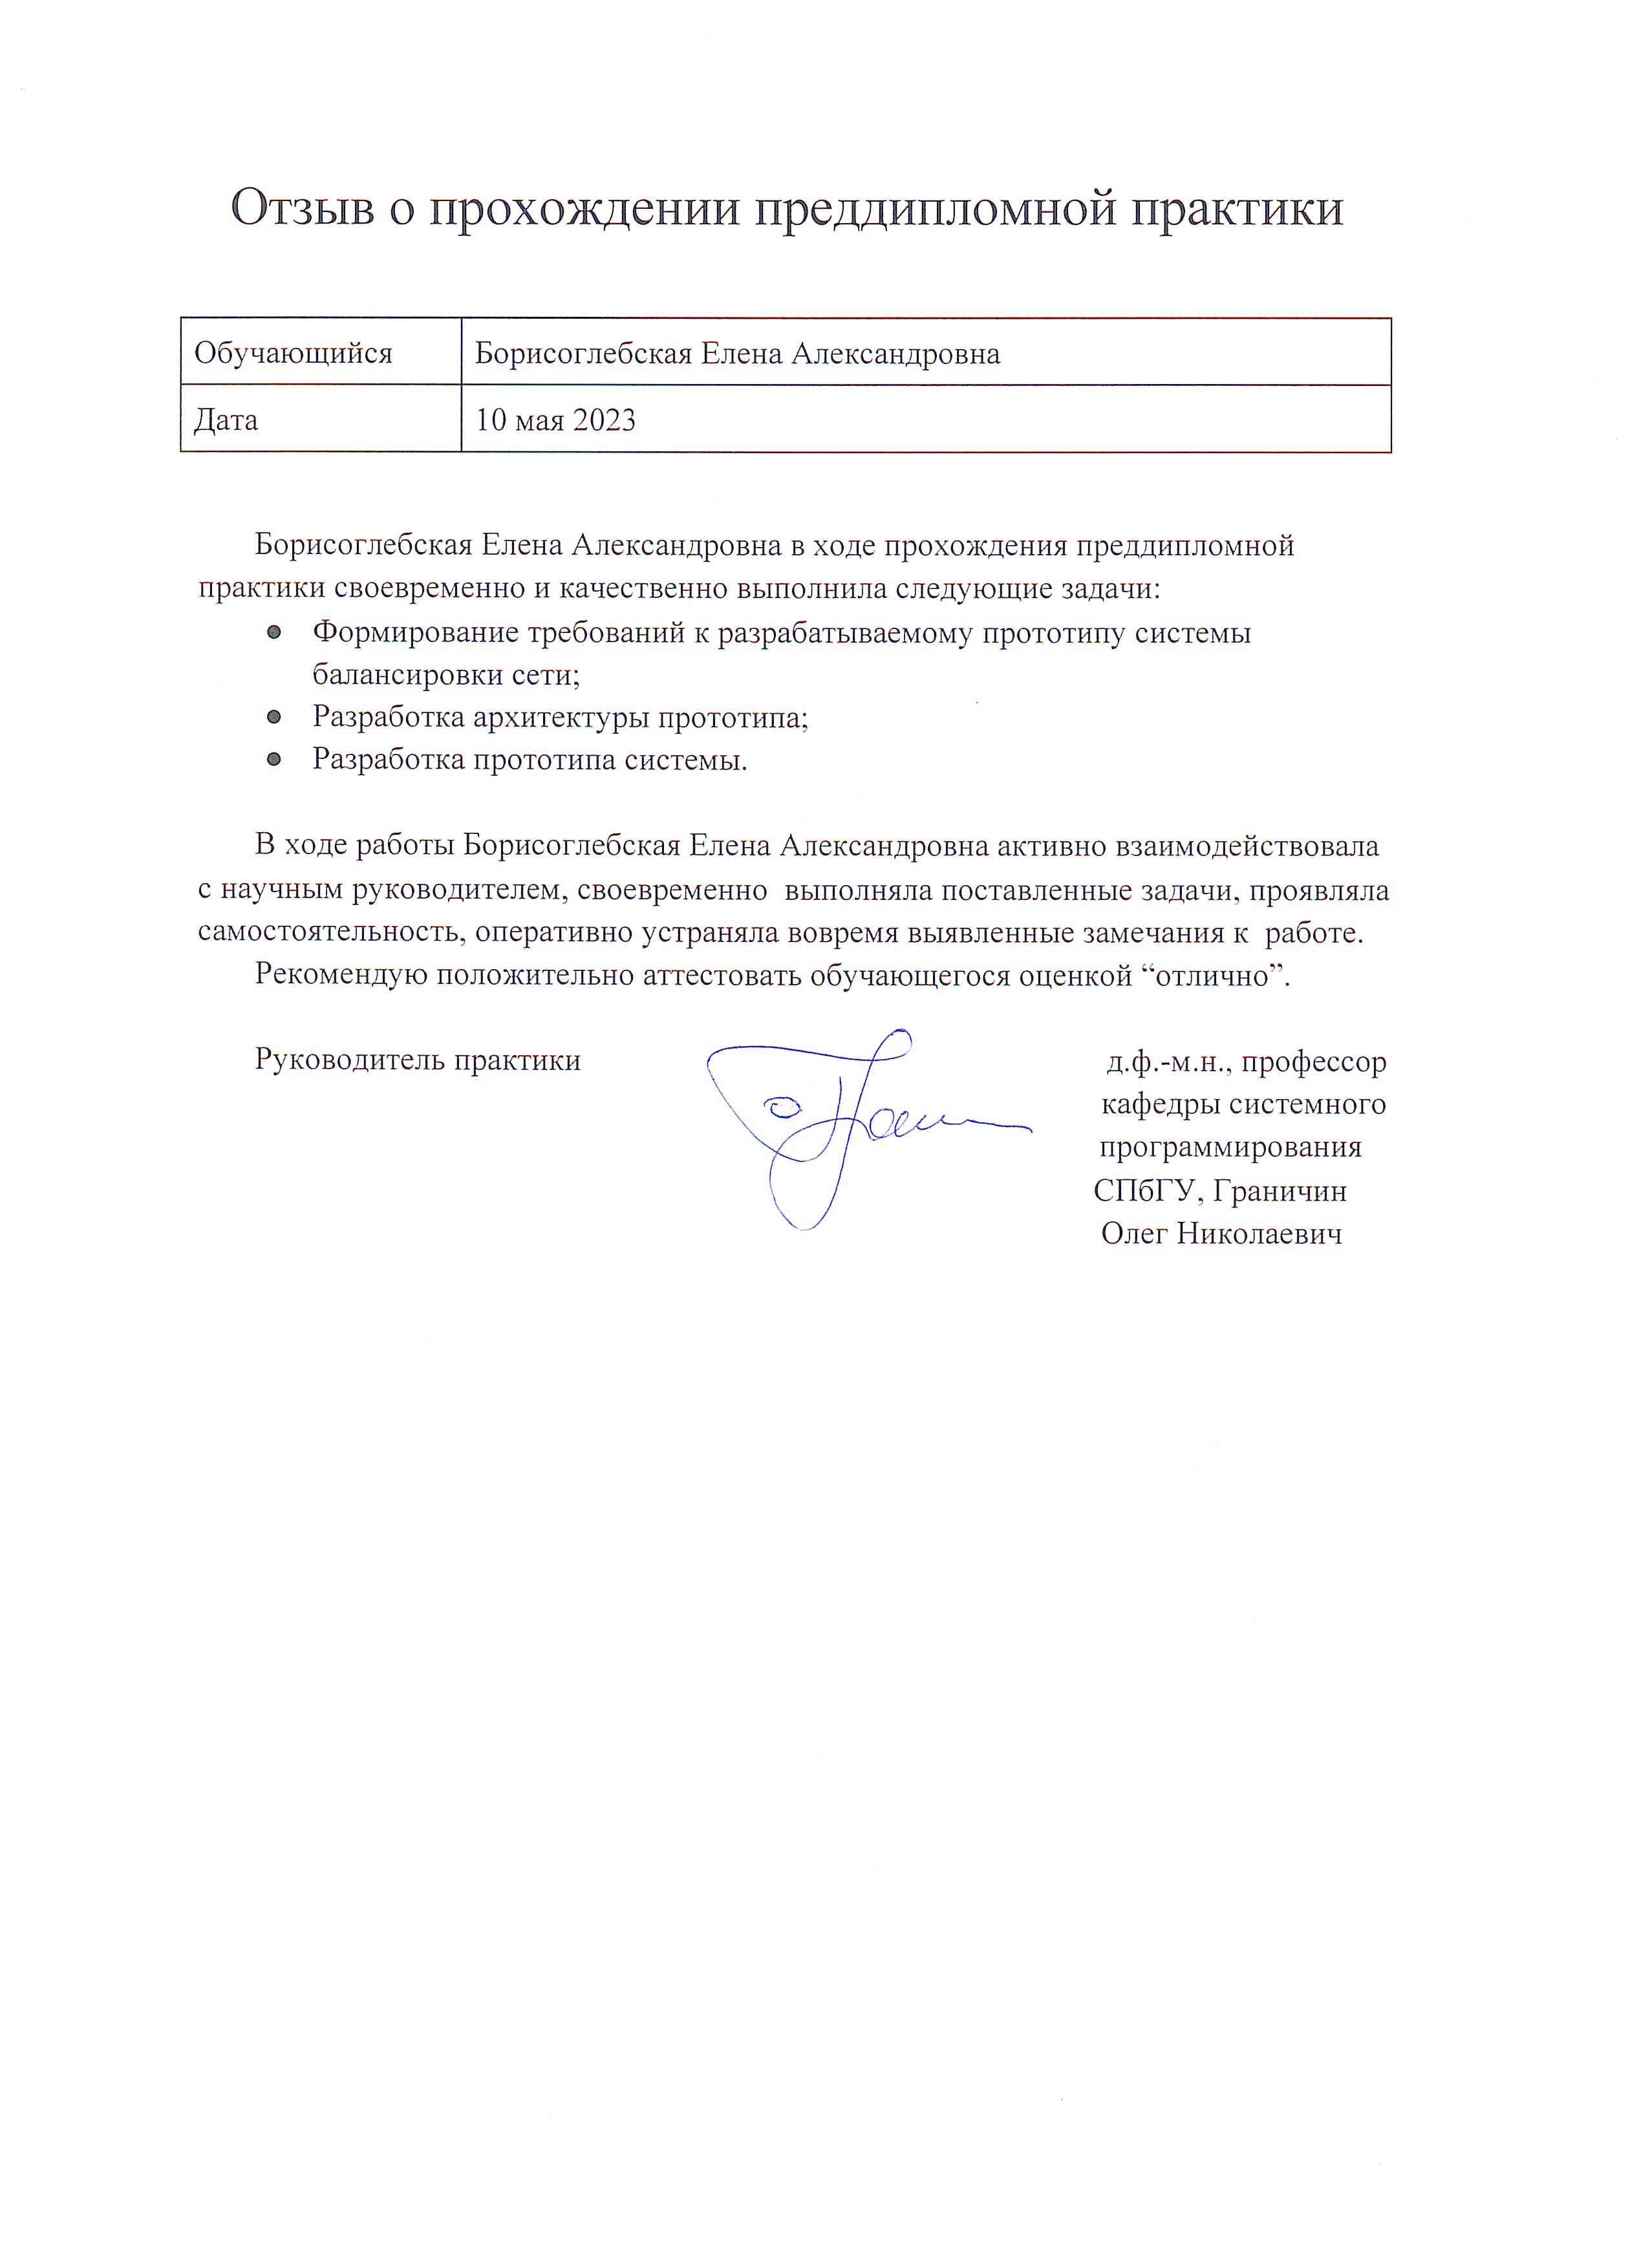 Отзыв о прохождении преддипломной практики
Обучающийся Борисоглебская Елена Александровна
Дата 10 мая 2023
Борисоглебская Елена Александровна в ходе прохождения преддипломной
практики своевременно и качественно выполнила следующие задачи:
● Формирование требований к разрабатываемому прототипу системы
балансировки сети;
● Разработка архитектуры прототипа;
● Разработка прототипа системы.
В ходе работы Борисоглебская Елена Александровна активно взаимодействовала
с научным руководителем, своевременно выполняла поставленные задачи, проявляла
самостоятельность, оперативно устраняла вовремя выявленные замечания к работе.
Рекомендую положительно аттестовать обучающегося оценкой “отлично”.
Руководитель практики д.ф.-м.н., профессор
кафедры системного
программирования
СПбГУ, Граничин
Олег Николаевич